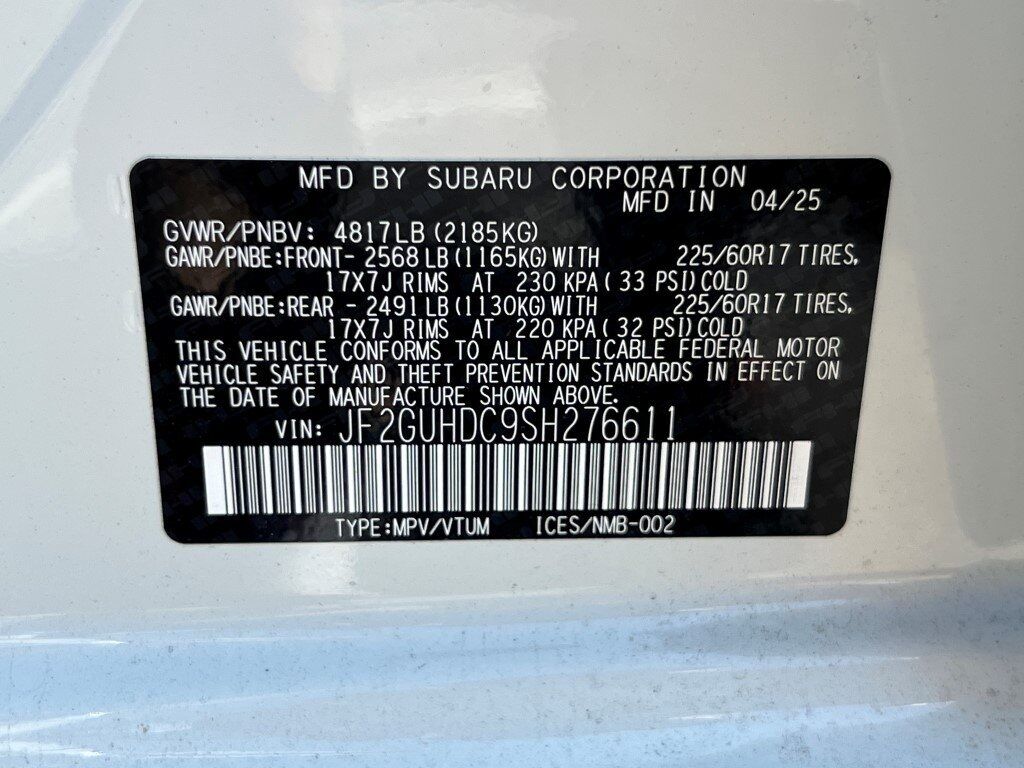 MFD BY SUBARU CORPORATION
MFD IN 04/25
GVWR/PNBV: 4817LB (2185KG)
GAWR/PNBE:FRONT- 2568 LB (1165KG) WITH 225/60R17 TIRES,
17X7J RIMS AT 230 KPA ( 33 PSI) COLD
GAWR/PNBE:REAR - 2491 LB (1130KG) WITH 225/60R17 TIRES,
17X7J RIMS AT 220 KPA ( 32 PSI) COLD
THIS VEHICLE CONFORMS TO ALL APPLICABLE FEDERAL MOTOR
VEHICLE SAFETY AND THEFT PREVENTION STANDARDS IN EFFECT ON
THE DATE OF MANUFACTURE SHOWN ABOVE.
VIN: JF2GUHDC9SH276611
TYPE:MPV/VTUM ICES/NMB-002